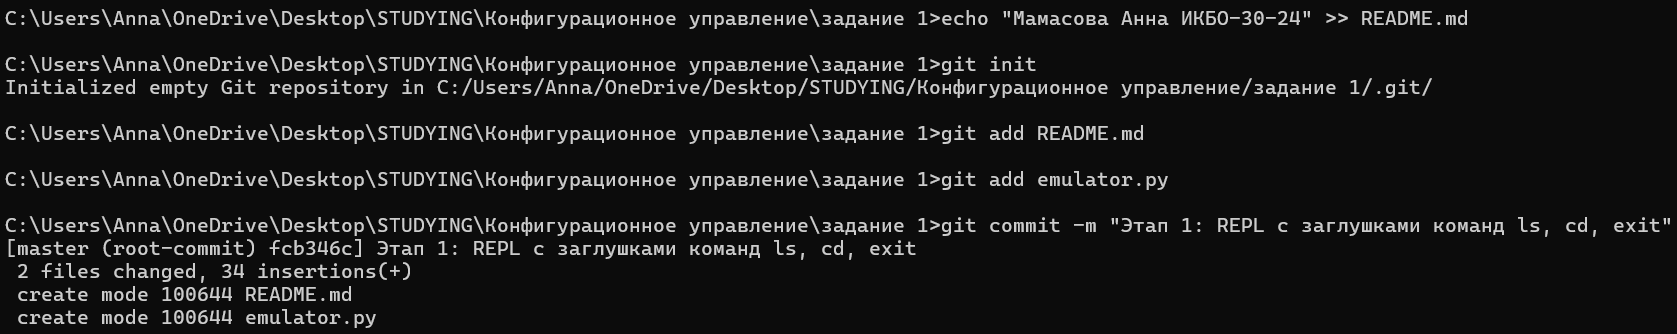 C:\Users\Anna\OneDrive\Desktop\STUDYING\Конфигурационное управление\задание 1>echo "Мамасова Анна ИКБО-30-24" >> README.md
C:\Users\Anna\OneDrive\Desktop\STUDYING\Конфигурационное управление\задание 1>git init
Initialized empty Git repository in C:/Users/Anna/OneDrive/Desktop/STUDYING/Конфигурационное управление/задание 1/.git/
C:\Users\Anna\OneDrive\Desktop\STUDYING\Конфигурационное управление\задание 1>git add README.md
C:\Users\Anna\OneDrive\Desktop\STUDYING\Конфигурационное управление\задание 1>git add emulator.py
C:\Users\Anna\OneDrive\Desktop\STUDYING\Конфигурационное управление\задание 1>git commit -m "Этап 1: REPL с заглушками команд ls, cd, exit"
[master (root-commit) fcb346c] Этап 1: REPL с заглушками команд ls, cd, exit
 2 files changed, 34 insertions(+)
 create mode 100644 README.md
 create mode 100644 emulator.py